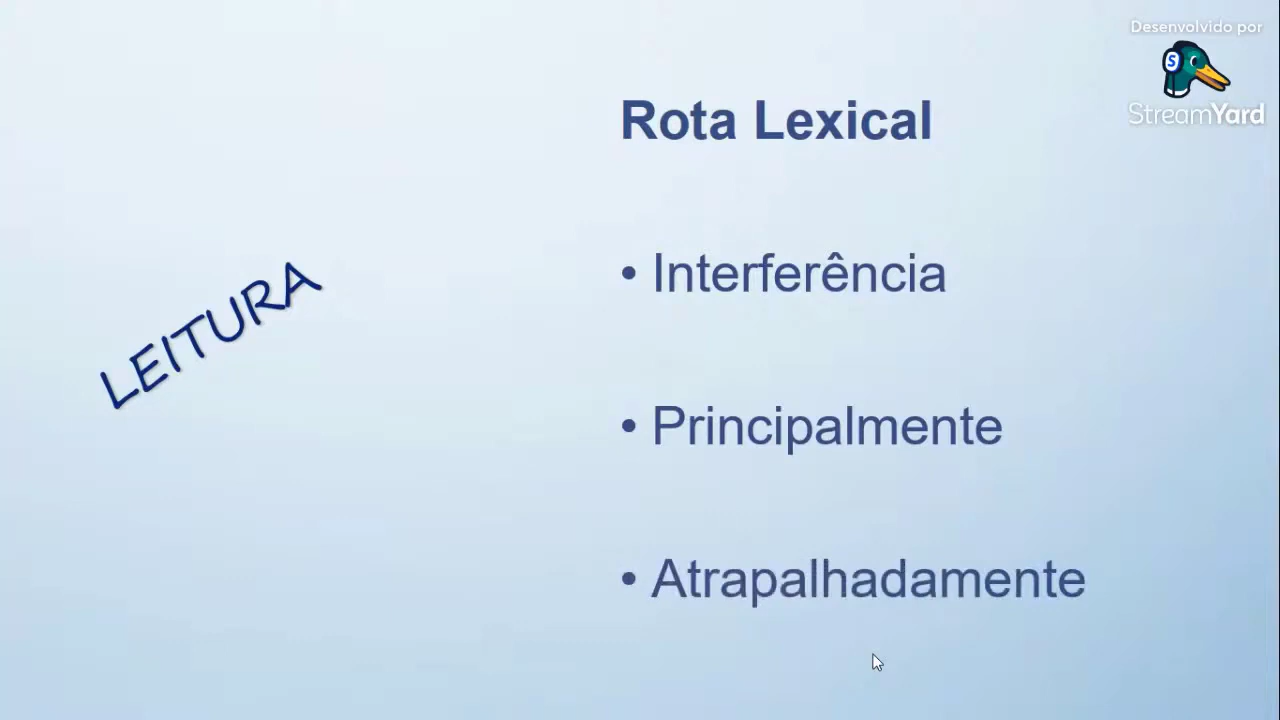 Desenvolvido por
StreamYard
Rota Lexical
LEITURA
• Interferência
• Principalmente
• Atrapalhadamente